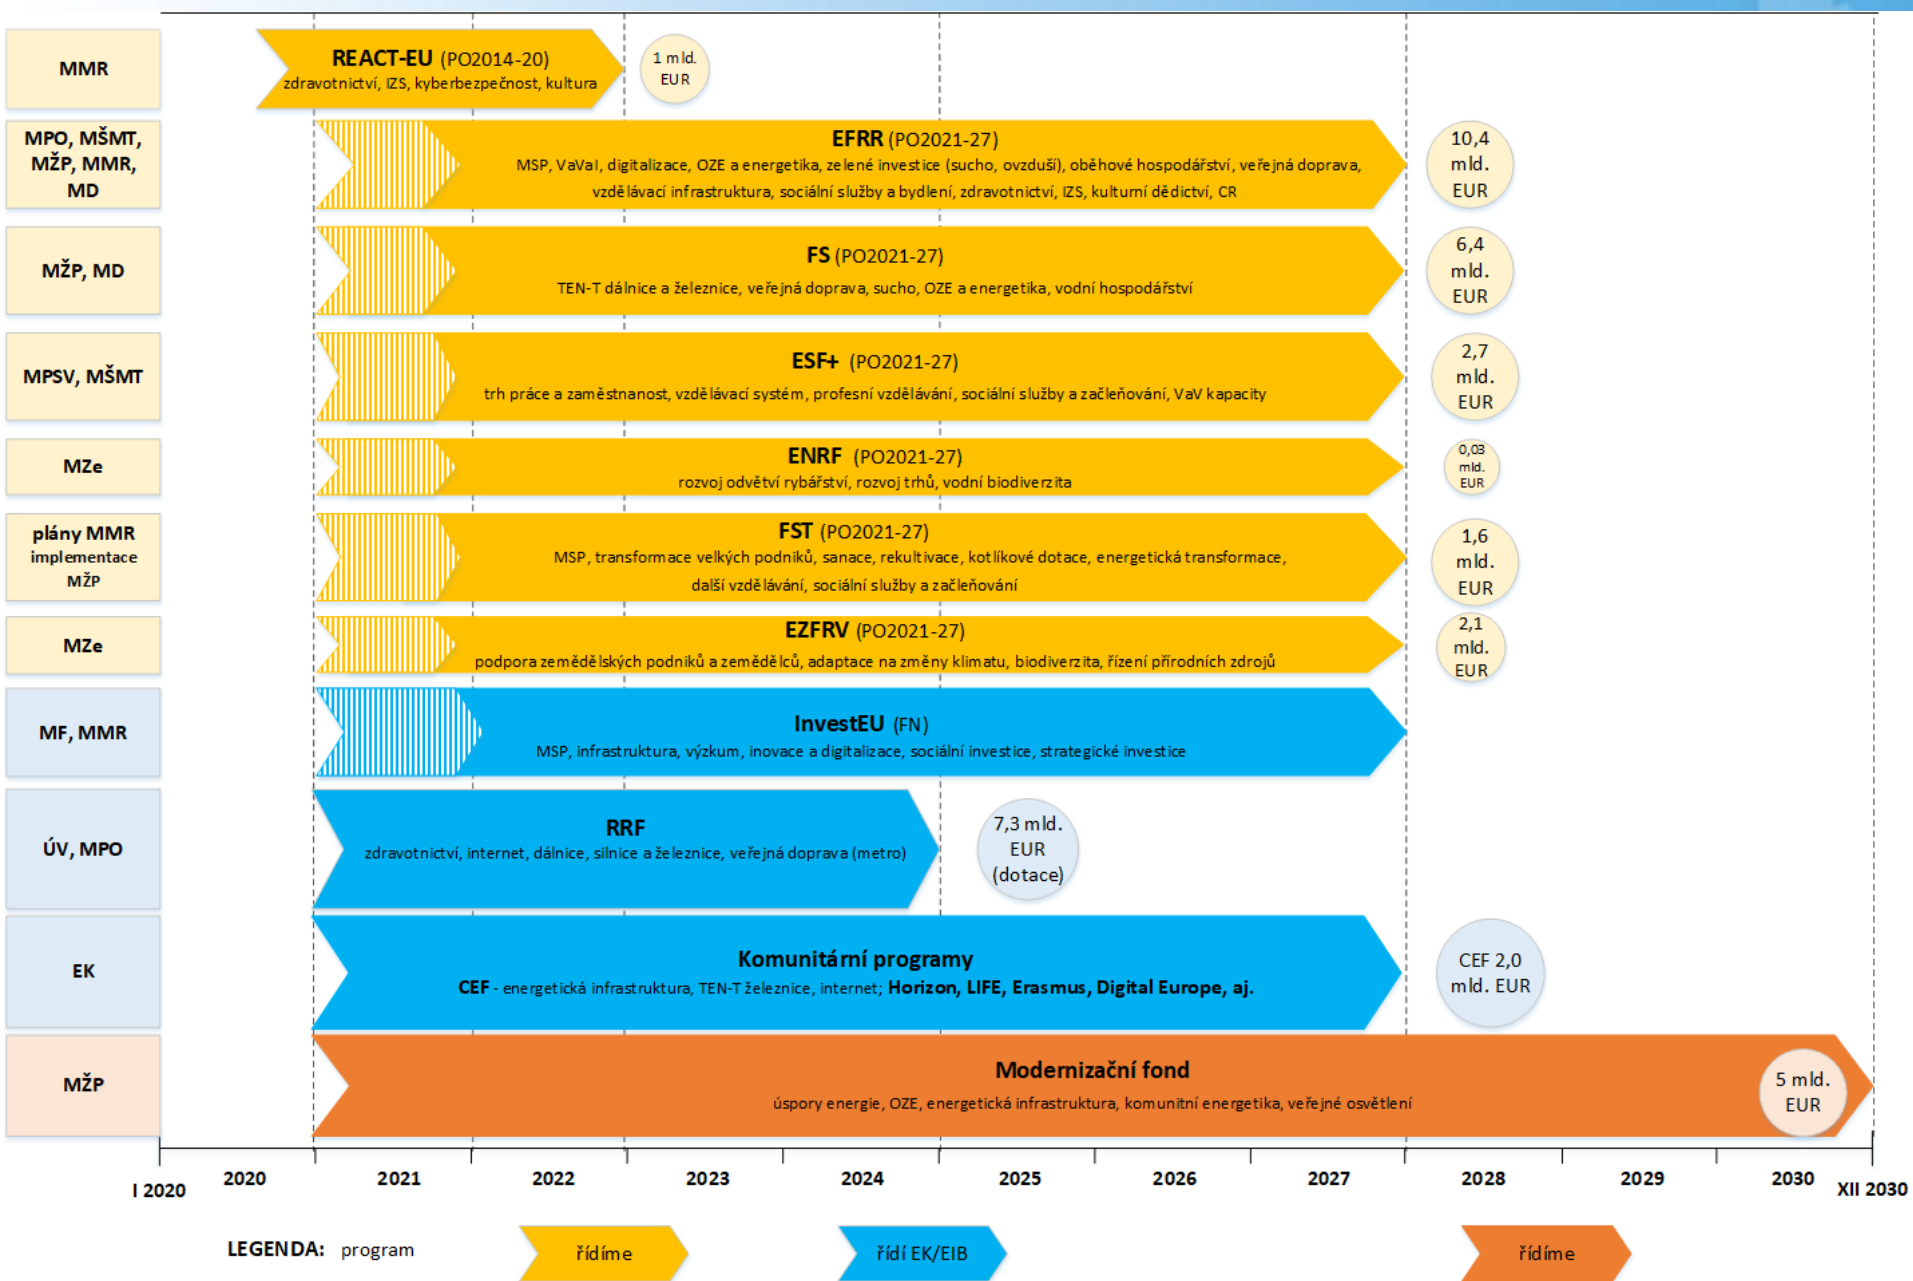 MMR
REACT-EU (PO2014-20)
zdravotnictví, IZS, kyberbezpečnost, kultura
1 mld.
EUR
MPO, MŠMT,
MŽP, MMR,
MD
EFRR (PO2021-27)
MSP, VaVaI, digitalizace, OZE a energetika, zelené investice (sucho, ovzduší), oběhové hospodářství, veřejná doprava,
vzdělávací infrastruktura, sociální služby a bydlení, zdravotnictví, IZS, kulturní dědictví, CR
10,4
mld.
EUR
MŽP, MD
FS (PO2021-27)
TEN-T dálnice a železnice, veřejná doprava, sucho, OZE a energetika, vodní hospodářství
6,4
mld.
EUR
MPSV, MŠMT
ESF+ (PO2021-27)
trh práce a zaměstnanost, vzdělávací systém, profesní vzdělávání, sociální služby a začleňování, VaV kapacity
2,7
mld.
EUR
MZe
ENRF (PO2021-27)
rozvoj odvětví rybářství, rozvoj trhů, vodní biodiverzita
0,03
mld.
EUR
plány MMR
implementace
MŽP
FST (PO2021-27)
MSP, transformace velkých podniků, sanace, rekultivace, kotlíkové dotace, energetická transformace,
další vzdělávání, sociální služby a začleňování
1,6
mld.
EUR
MZe
EZFRV (PO2021-27)
podpora zemědělských podniků a zemědělců, adaptace na změny klimatu, biodiverzita, řízení přírodních zdrojů
2,1
mld.
EUR
MF, MMR
InvestEU (FN)
MSP, infrastruktura, výzkum, inovace a digitalizace, sociální investice, strategické investice
ÚV, MPO
RRF
zdravotnictví, internet, dálnice, silnice a železnice, veřejná doprava (metro)
7,3 mld.
EUR
(dotace)
EK
Komunitární programy
CEF - energetická infrastruktura, TEN-T železnice, internet; Horizon, LIFE, Erasmus, Digital Europe, aj.
CEF 2,0
mld. EUR
MŽP
Modernizační fond
úspory energie, OZE, energetická infrastruktura, komunitní energetika, veřejné osvětlení
5 mld.
EUR
I 2020 2020 2021 2022 2023 2024 2025 2026 2027 2028 2029 2030 XII 2030
LEGENDA: program řídíme řídí EK/EIB řídíme